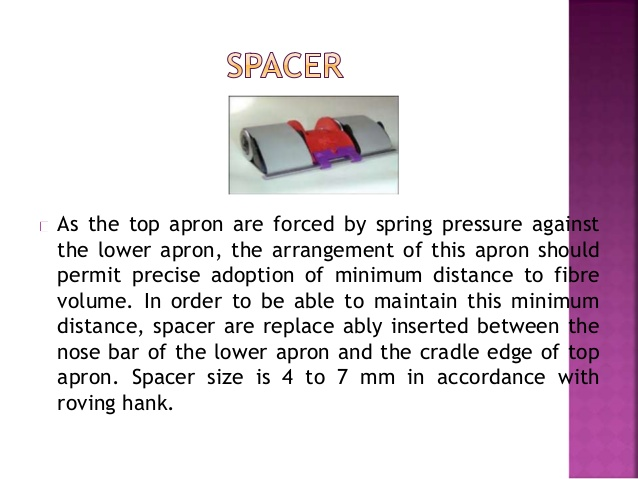 SPACER
As the top apron are forced by spring pressure against
the lower apron, the arrangement of this apron should
permit precise adoption of minimum distance to fibre
volume. In order to be able to maintain this minimum
distance, spacer are replace ably inserted between the
nose bar of the lower apron and the cradle edge of top
apron. Spacer size is 4 to 7 mm in accordance with
roving hank.